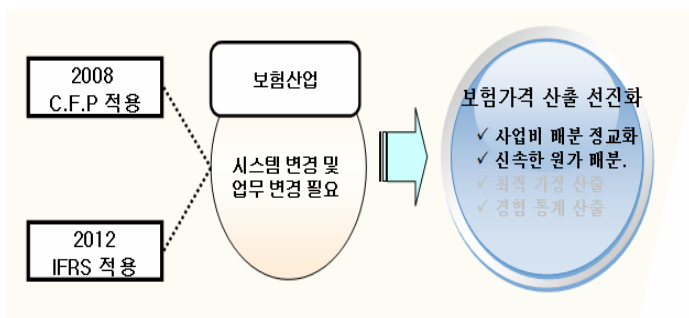 2008
C.F.P 적용
2012
IFRS 적용
보험산업
시스템 변경 및
업무 변경 필요
보험가격 산출 선진화
✓ 사업비 배분 정교화
✓ 신속한 원가 배분.
✓ 최적 가정 산출
✓ 경험 통계 산출